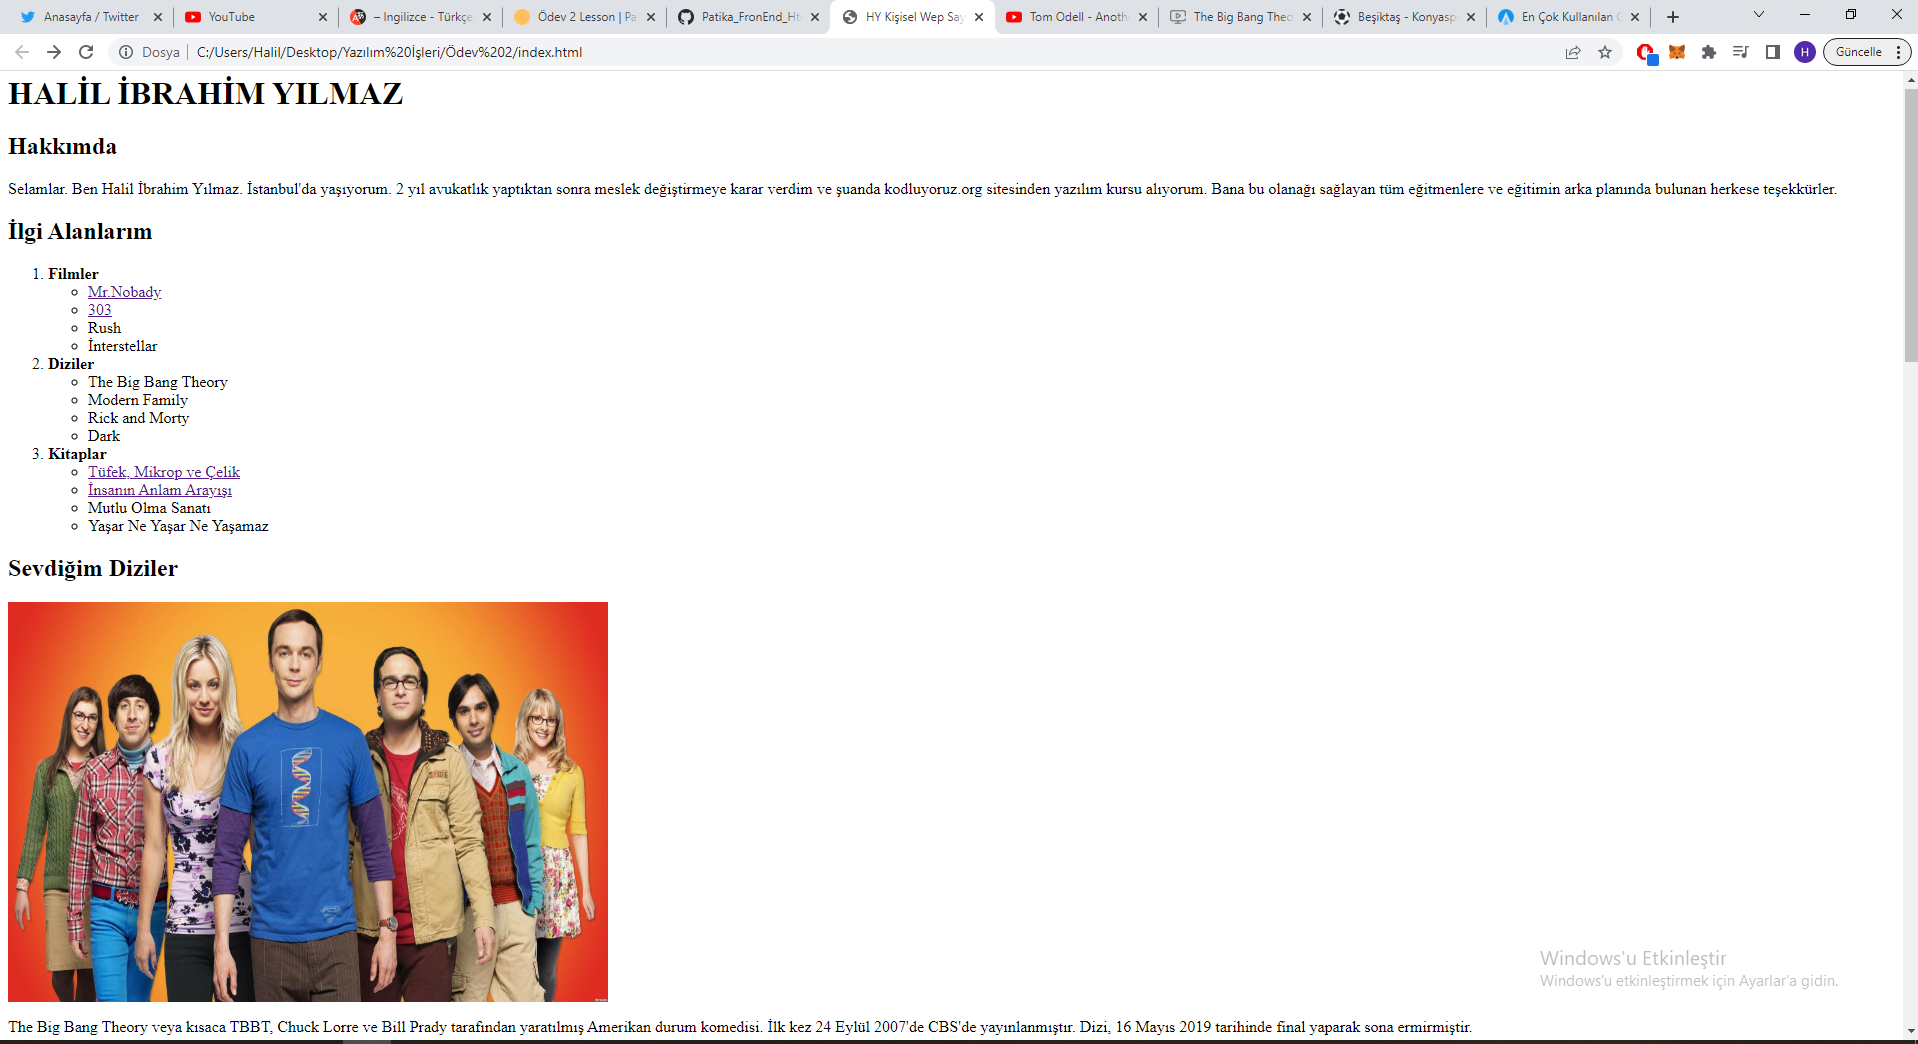 Anasayfa / Twitter
YouTube
– Ingilizce - Türkçe
Ödev 2 Lesson | Pa
Patika_FronEnd_Ht
HY Kişisel Wep Say
Tom Odell - Anoth
The Big Bang Theo
Beşiktaş - Konyasp
En Çok Kullanılan
Dosya
C:/Users/Halil/Desktop/Yazılım%20İşleri/Ödev%202/index.html
H
Güncelle
HALİL İBRAHİM YILMAZ
Hakkımda
Selamlar. Ben Halil İbrahim Yılmaz. İstanbul'da yaşıyorum. 2 yıl avukatlık yaptıktan sonra meslek değiştirmeye karar verdim ve şuanda kodluyoruz.org sitesinden yazılım kursu alıyorum. Bana bu olanağı sağlayan tüm eğitmenlere ve eğitimin arka planında bulunan herkese teşekkürler.
İlgi Alanlarım
1. Filmler
Mr.Nobady
303
Rush
İnterstellar
2. Diziler
The Big Bang Theory
Modern Family
Rick and Morty
Dark
3. Kitaplar
Tüfek, Mikrop ve Çelik
İnsanın Anlam Arayışı
Mutlu Olma Sanatı
Yaşar Ne Yaşar Ne Yaşamaz
Sevdiğim Diziler
Windows'u Etkinleştir
Windows'u etkinleştirmek için Ayarlar'a gidin.
The Big Bang Theory veya kısaca TBBT, Chuck Lorre ve Bill Prady tarafından yaratılmış Amerikan durum komedisi. İlk kez 24 Eylül 2007'de CBS'de yayınlanmıştır. Dizi, 16 Mayıs 2019 tarihinde final yaparak sona ermirmiştir.